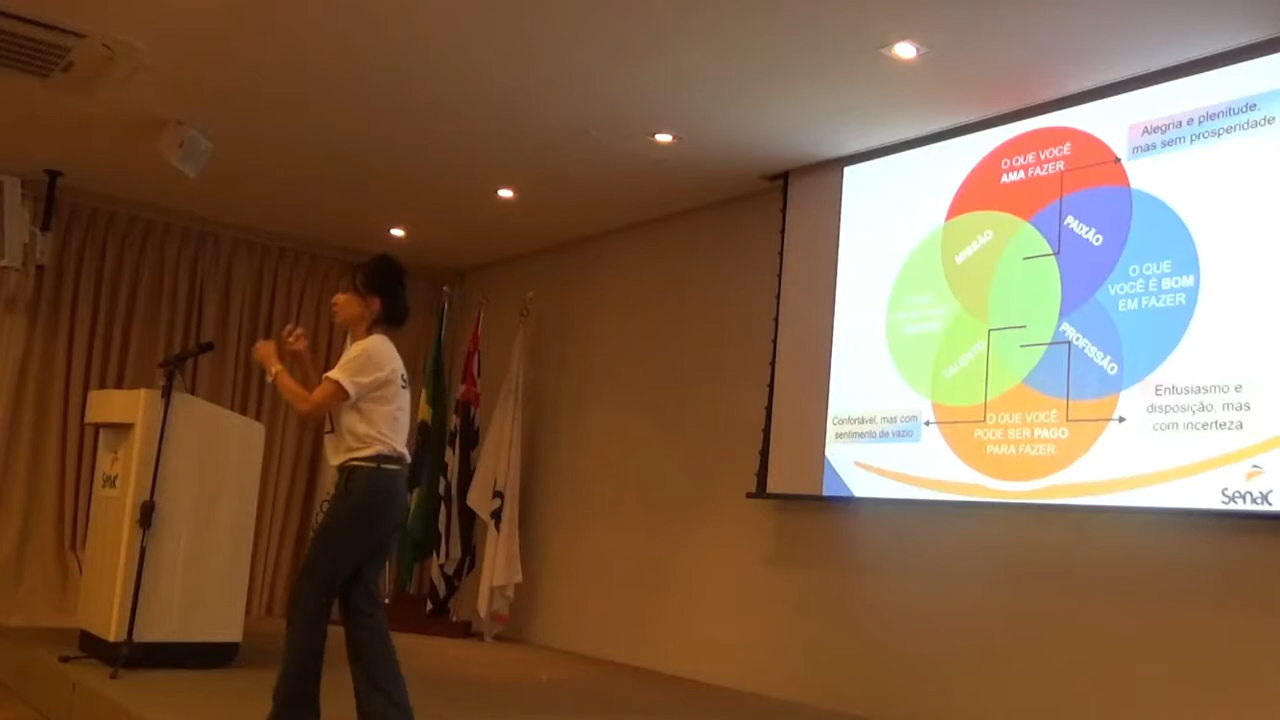 Alegria e plenitude,
mas sem prosperidade
O QUE VOCÊ
AMA FAZER
MISSÃO
PAIXÃO
O QUE
VOCÊ É BOM
EM FAZER
TALENTO
PROFISSÃO
O QUE VOCÊ
PODE SER PAGO
PARA FAZER
Confortável, mas com
sentimento de vazio
Entusiasmo e
disposição, mas
com incerteza
Senac
senac